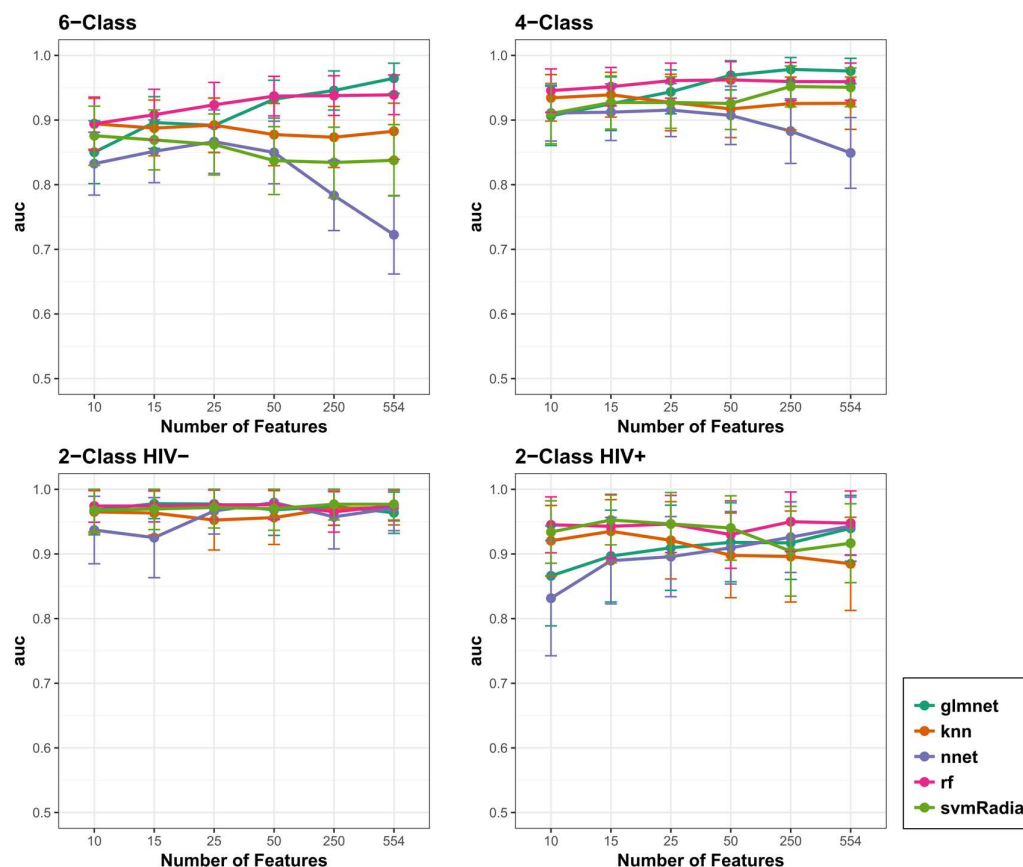 6−Class
4−Class
1.0
0.9
0.8
0.7
0.6
0.5
auc
10 15 25 50 250 554
Number of Features
1.0
0.9
0.8
0.7
0.6
0.5
auc
10 15 25 50 250 554
Number of Features
2−Class HIV−
2−Class HIV+
1.0
0.9
0.8
0.7
0.6
0.5
auc
10 15 25 50 250 554
Number of Features
1.0
0.9
0.8
0.7
0.6
0.5
auc
10 15 25 50 250 554
Number of Features
glmnet
knn
nnet
rf
svmRadia